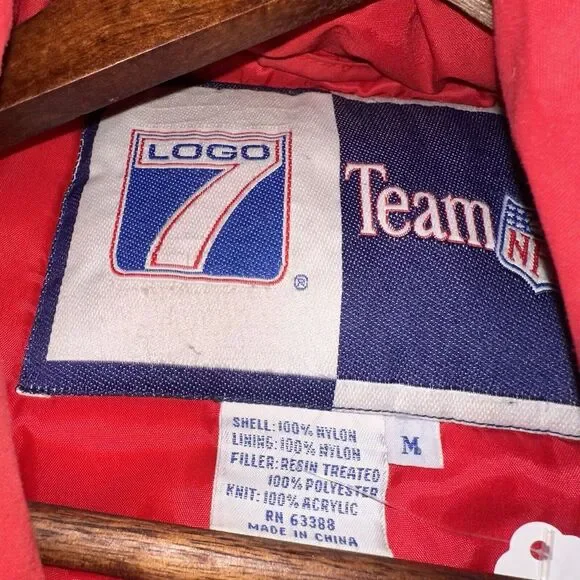 LOGO
7
®
Team
NF
SHELL: 100% NYLON
LINING: 100% NYLON
FILLER: RESIN TREATED
100% POLYESTER
KNIT: 100% ACRYLIC
RN 63388
MADE IN CHINA
M